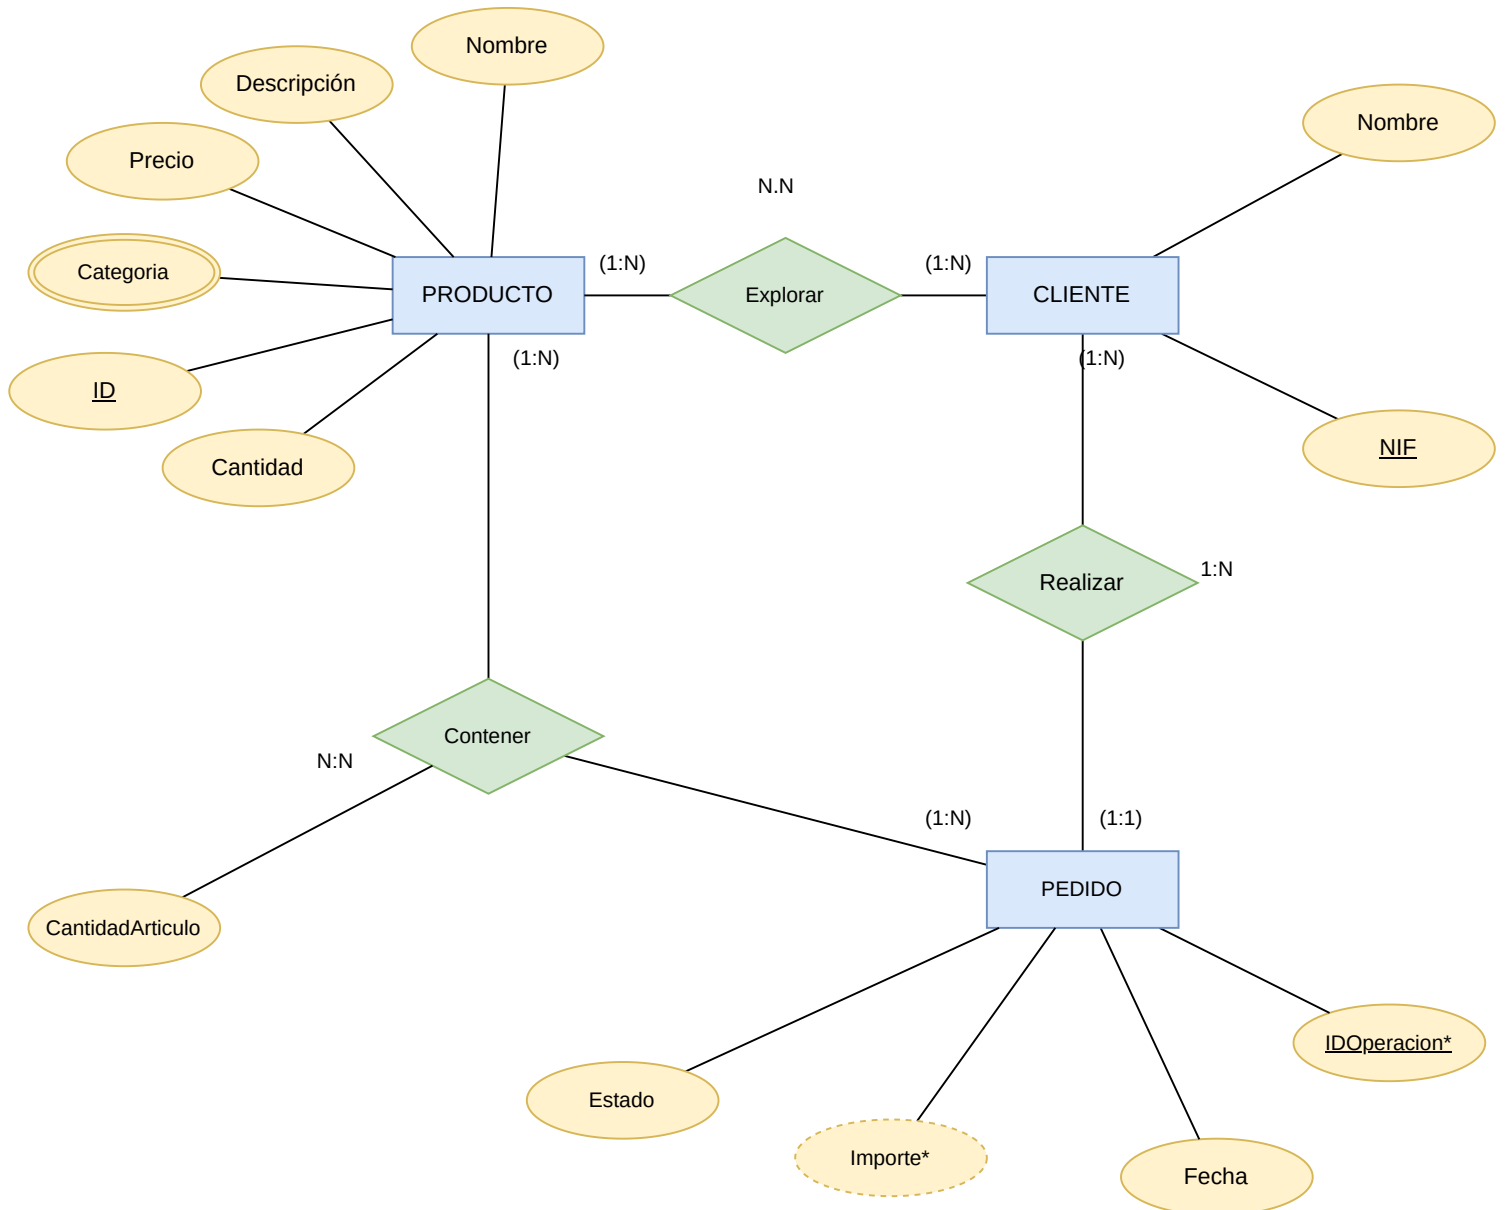 Nombre
Descripción
Nombre
Precio
N.N
Categoria
(1:N)
(1:N)
PRODUCTO
Explorar
CLIENTE
(1:N)
(1:N)
ID
NIF
Cantidad
Realizar
1:N
Contener
N:N
(1:N)
(1:1)
PEDIDO
CantidadArticulo
IDOperacion*
Estado
Importe*
Fecha